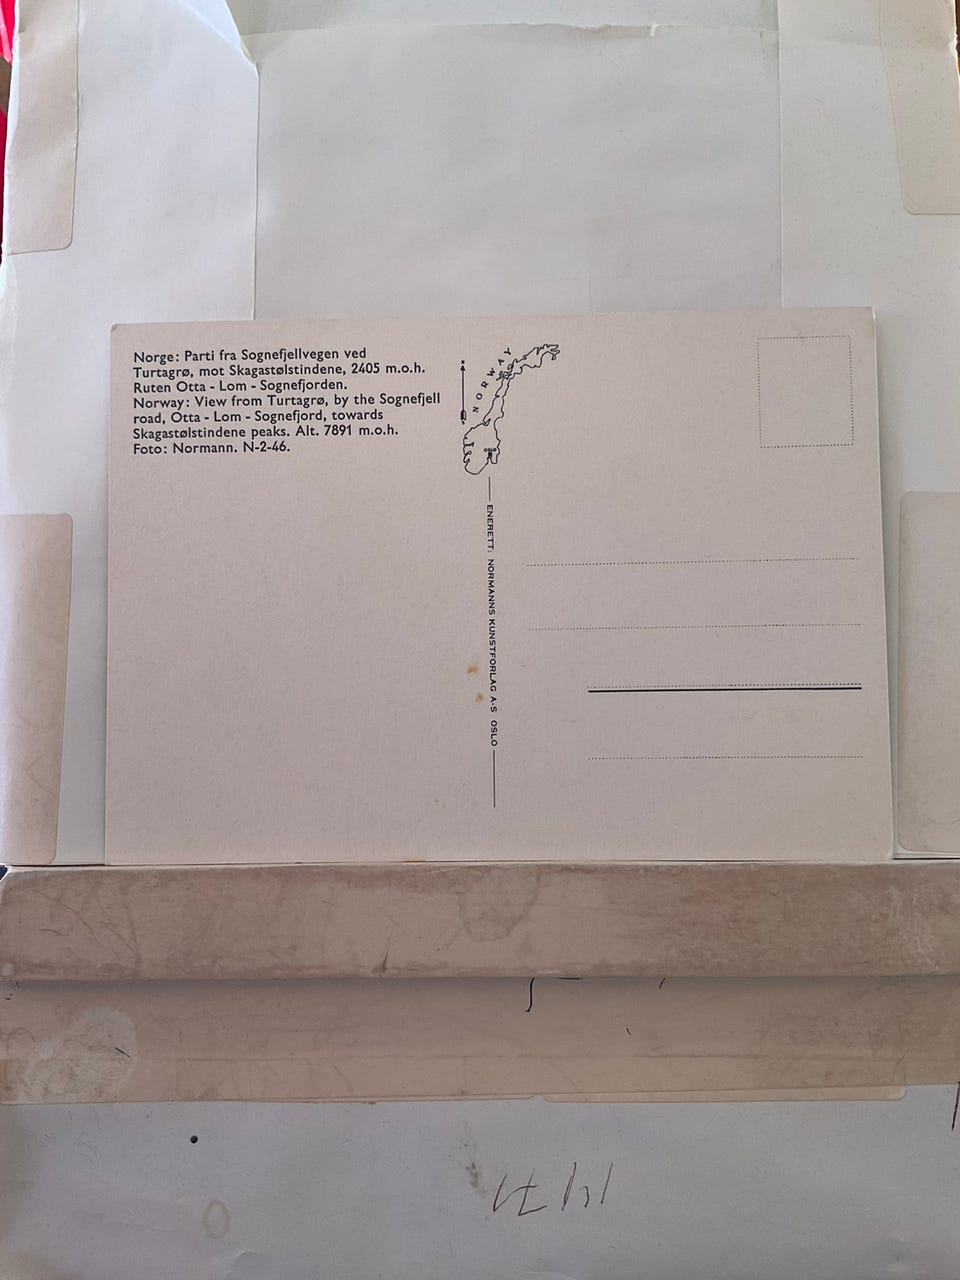 Norge: Parti fra Sognefjellvegen ved
Turtagrø, mot Skagastølstindene, 2405 m.o.h.
Ruten Otta - Lom - Sognefjorden.
Norway: View from Turtagrø, by the Sognefjell
road, Otta - Lom - Sognefjord, towards
Skagastølstindene peaks. Alt. 7891 m.o.h.
Foto: Normann. N-2-46.
NORWAY
OSLO
ENERETT: NORMANNS KUNSTFORLAG A-S OSLO